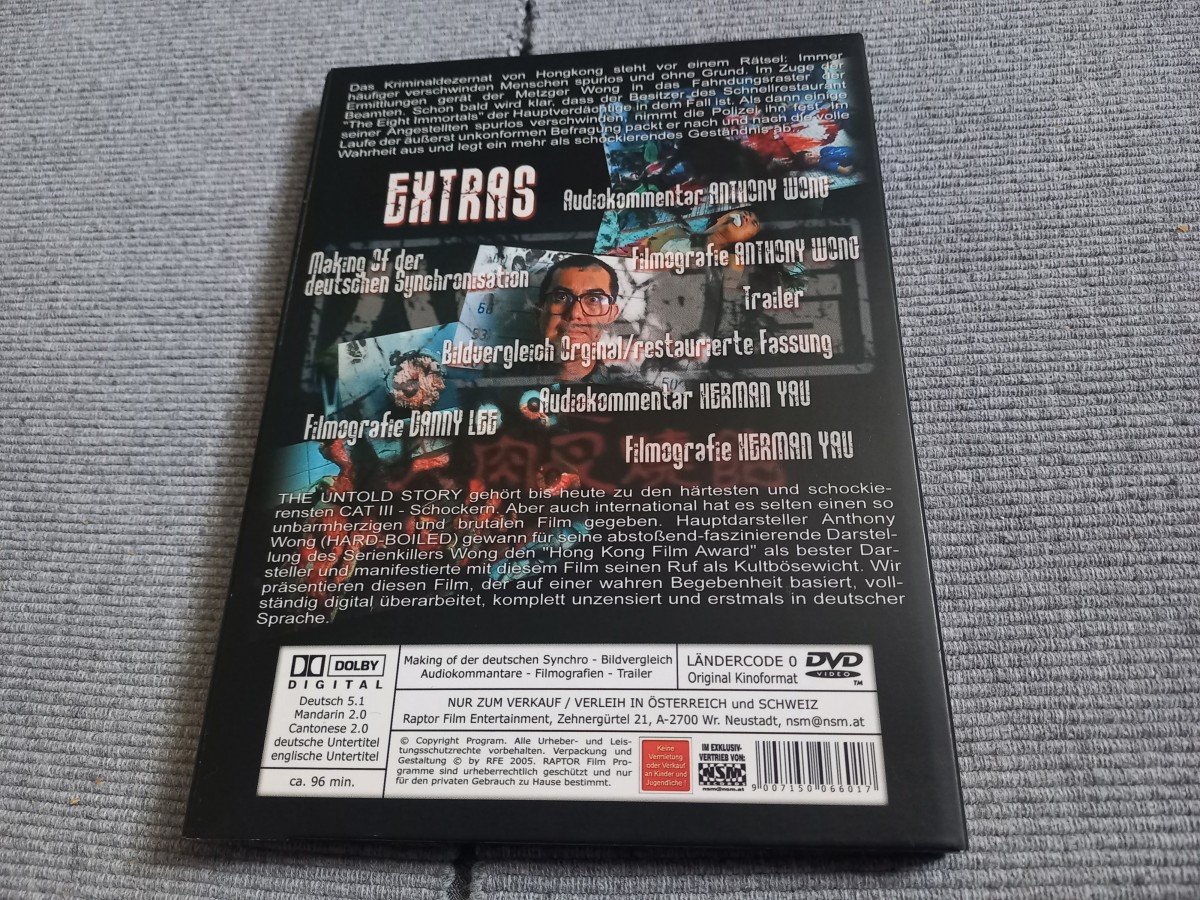 Das Kriminaldezernat von Hongkong steht vor einem Rätsel: Immer
häufiger verschwinden Menschen spurlos und ohne Grund. Im Zuge der
Ermittlungen gerät der Metzger Wong in das Fahndungsraster der
Beamten. Schon bald wird klar, dass der Besitzer des Schnellrestaurant
"The Eight Immortals" der Hauptverdächtige in dem Fall ist. Als dann einige
seiner Angestellten spurlos verschwinden, nimmt die Polizei ihn fest. Im
Laufe der äußerst unkonformen Befragung packt er nach und nach die volle
Wahrheit aus und legt ein mehr als schockierendes Geständnis ab...
EXTRAS
Audiokommentar ANTHONY WONG
Filmografie ANTHONY WONG
Making Of der
deutschen Synchronisation
Trailer
Bildvergleich Orginal/restaurierte Fassung
Audiokommentar HERMAN YAU
Filmografie DANNY LEE
Filmografie HERMAN YAU
THE UNTOLD STORY gehört bis heute zu den härtesten und schockie-
rensten CAT III - Schockern. Aber auch international hat es selten einen so
unbarmherzigen und brutalen Film gegeben. Hauptdarsteller Anthony
Wong (HARD-BOILED) gewann für seine abstoßend-faszinierende Darstel-
lung des Serienkillers Wong den "Hong Kong Film Award" als bester Dar-
steller und manifestierte mit diesem Film seinen Ruf als Kultbösewicht. Wir
präsentieren diesen Film, der auf einer wahren Begebenheit basiert, voll-
ständig digital überarbeitet, komplett unzensiert und erstmals in deutscher
Sprache.
DOLBY
DIGITAL
Deutsch 5.1
Mandarin 2.0
Cantonese 2.0
deutsche Untertitel
englische Untertitel
ca. 96 min.
Making of der deutschen Synchro - Bildvergleich
Audiokommantare - Filmografien - Trailer
LÄNDERCODE 0
Original Kinoformat
DVD
VIDEO
TM
NUR ZUM VERKAUF / VERLEIH IN ÖSTERREICH und SCHWEIZ
Raptor Film Entertainment, Zehnergürtel 21, A-2700 Wr. Neustadt, nsm@nsm.at
© Copyright Program. Alle Urheber- und Leis-
tungsschutzrechte vorbehalten. Verpackung und
Gestaltung © by RFE 2005. RAPTOR Film Pro-
gramme sind urheberrechtlich geschützt und nur
für den privaten Gebrauch zu Hause bestimmt.
Keine
Vermietung
oder Verkauf
an Kinder und
Jugendliche !
IM EXKLUSIV-
VERTRIEB VON:
NSM
RECORDS
nsm@nsm.at
9 007150 066017